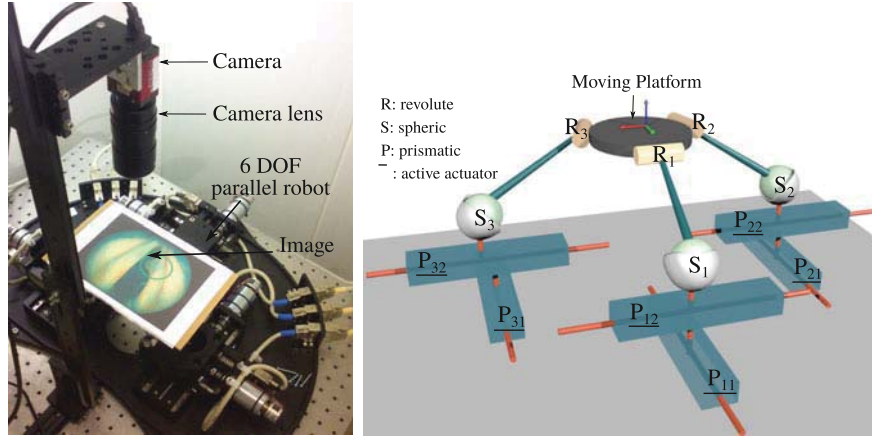 Camera
Camera lens
6 DOF
parallel robot
Image
Moving Platform
R: revolute
S: spheric
P: prismatic
_ : active actuator
R3
R2
R1
S3
S2
S1
P32
P31
P22
P21
P12
P11